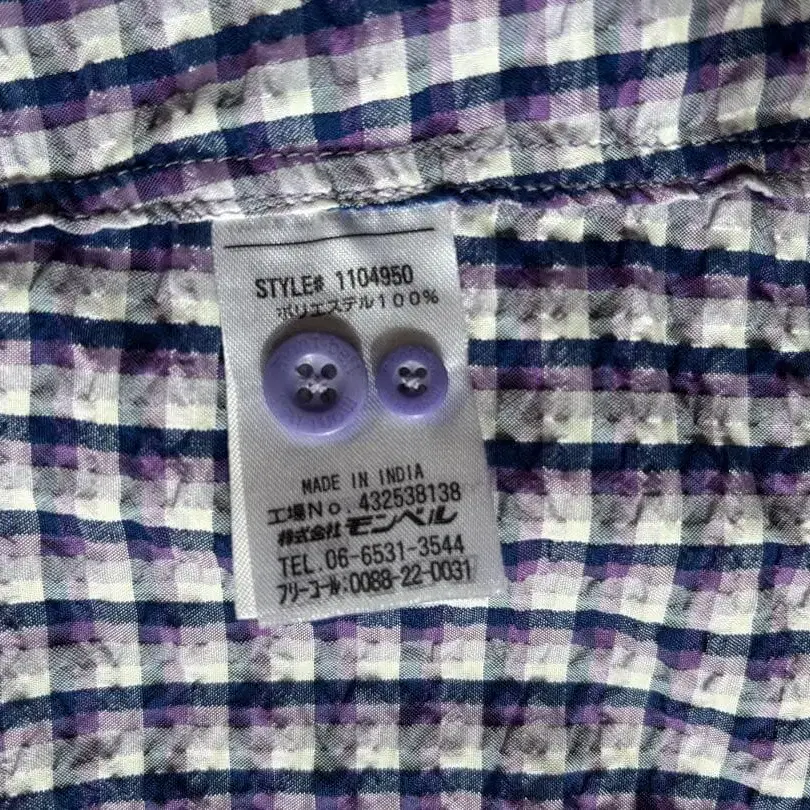 STYLE# 1104950
ポリエステル100%
MADE IN INDIA
工場No.432538138
株式会社モンベル
TEL.06-6531-3544
フリーコール:0088-22-0031